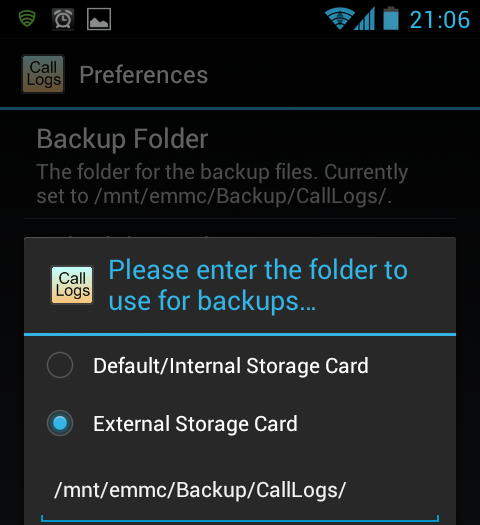 21:06
Call
Logs
Preferences
Backup Folder
The folder for the backup files. Currently
set to /mnt/emmc/Backup/CallLogs/.
Call
Logs
Please enter the folder to
use for backups...
Default/Internal Storage Card
External Storage Card
/mnt/emmc/Backup/CallLogs/